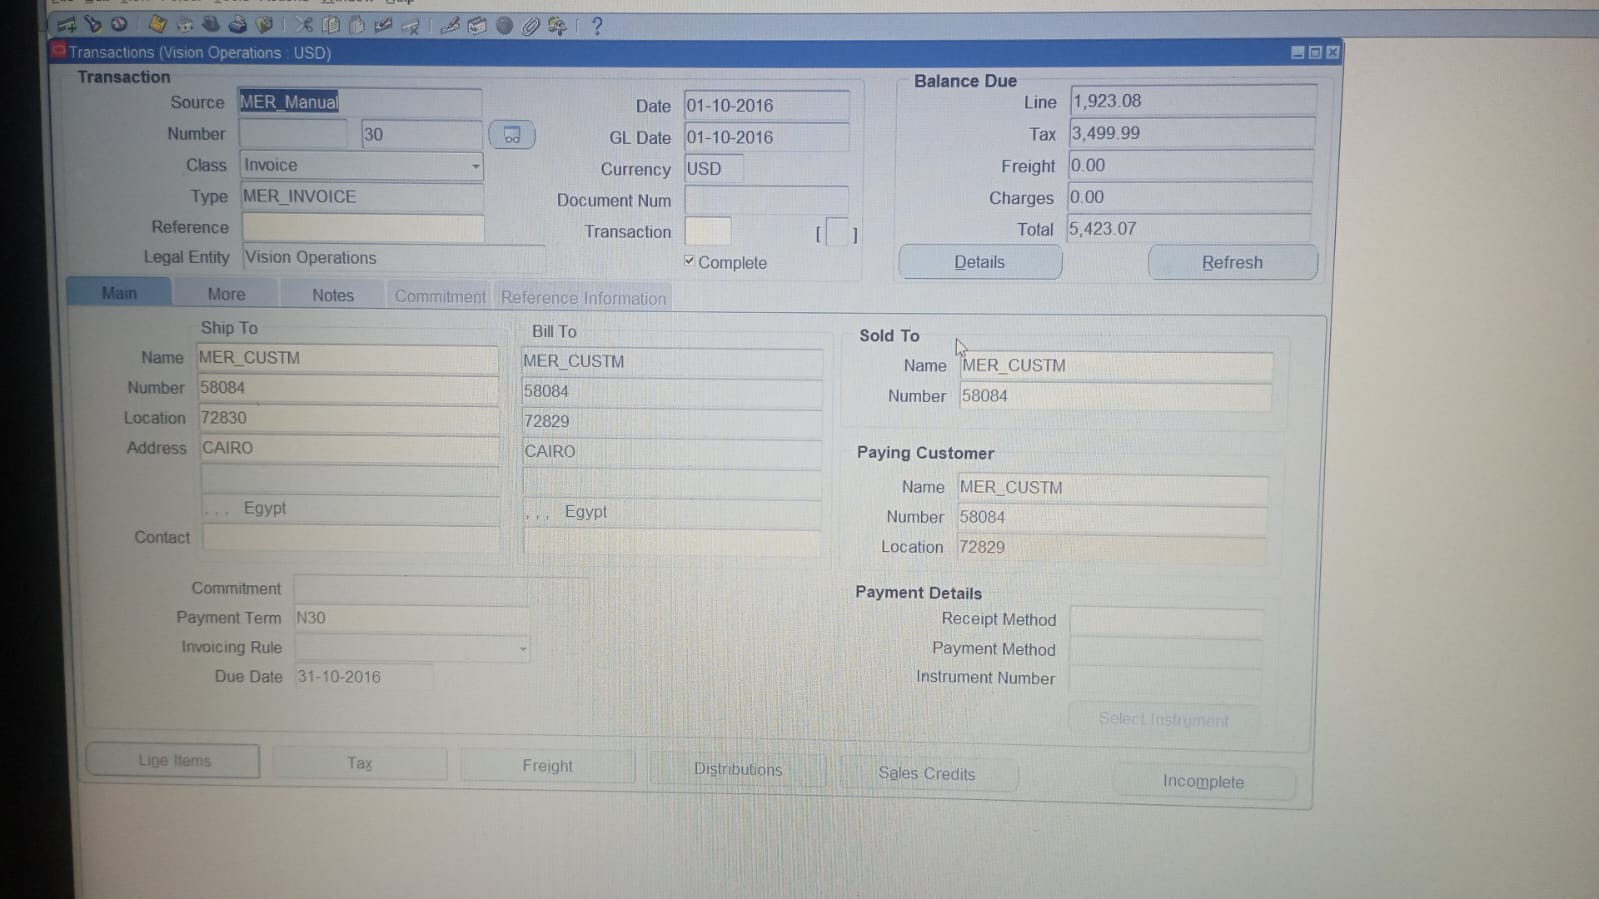 Transactions (Vision Operations : USD)
Transaction
Source MER_Manual
Number 30
Class Invoice
Type MER_INVOICE
Reference
Legal Entity Vision Operations
Date 01-10-2016
GL Date 01-10-2016
Currency USD
Document Num
Transaction [ ]
Complete
Balance Due
Line 1,923.08
Tax 3,499.99
Freight 0.00
Charges 0.00
Total 5,423.07
Details Refresh
Main More Notes Commitment Reference Information
Ship To
Name MER_CUSTM
Number 58084
Location 72830
Address CAIRO
, , , Egypt
Contact
Bill To
MER_CUSTM
58084
72829
CAIRO
, , , Egypt
Sold To
Name MER_CUSTM
Number 58084
Paying Customer
Name MER_CUSTM
Number 58084
Location 72829
Commitment
Payment Term N30
Invoicing Rule
Due Date 31-10-2016
Payment Details
Receipt Method
Payment Method
Instrument Number
Select Instrument
Line Items Tax Freight Distributions Sales Credits Incomplete